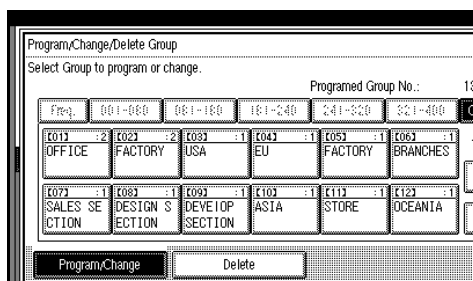 Program/Change/Delete Group
Select Group to program or change.
Programed Group No.: 13
Freq. 001-080 081-160 161-240 241-320 321-400
[01] :2 [02] :2 [03] :1 [04] :1 [05] :1 [06] :1
OFFICE FACTORY USA EU FACTORY BRANCHES
[07] :1 [08] :1 [09] :1 [10] :1 [11] :1 [12] :1
SALES SE DESIGN S DEVElOP ASIA STORE OCEANIA
CTION ECTION SECTION
Program/Change Delete